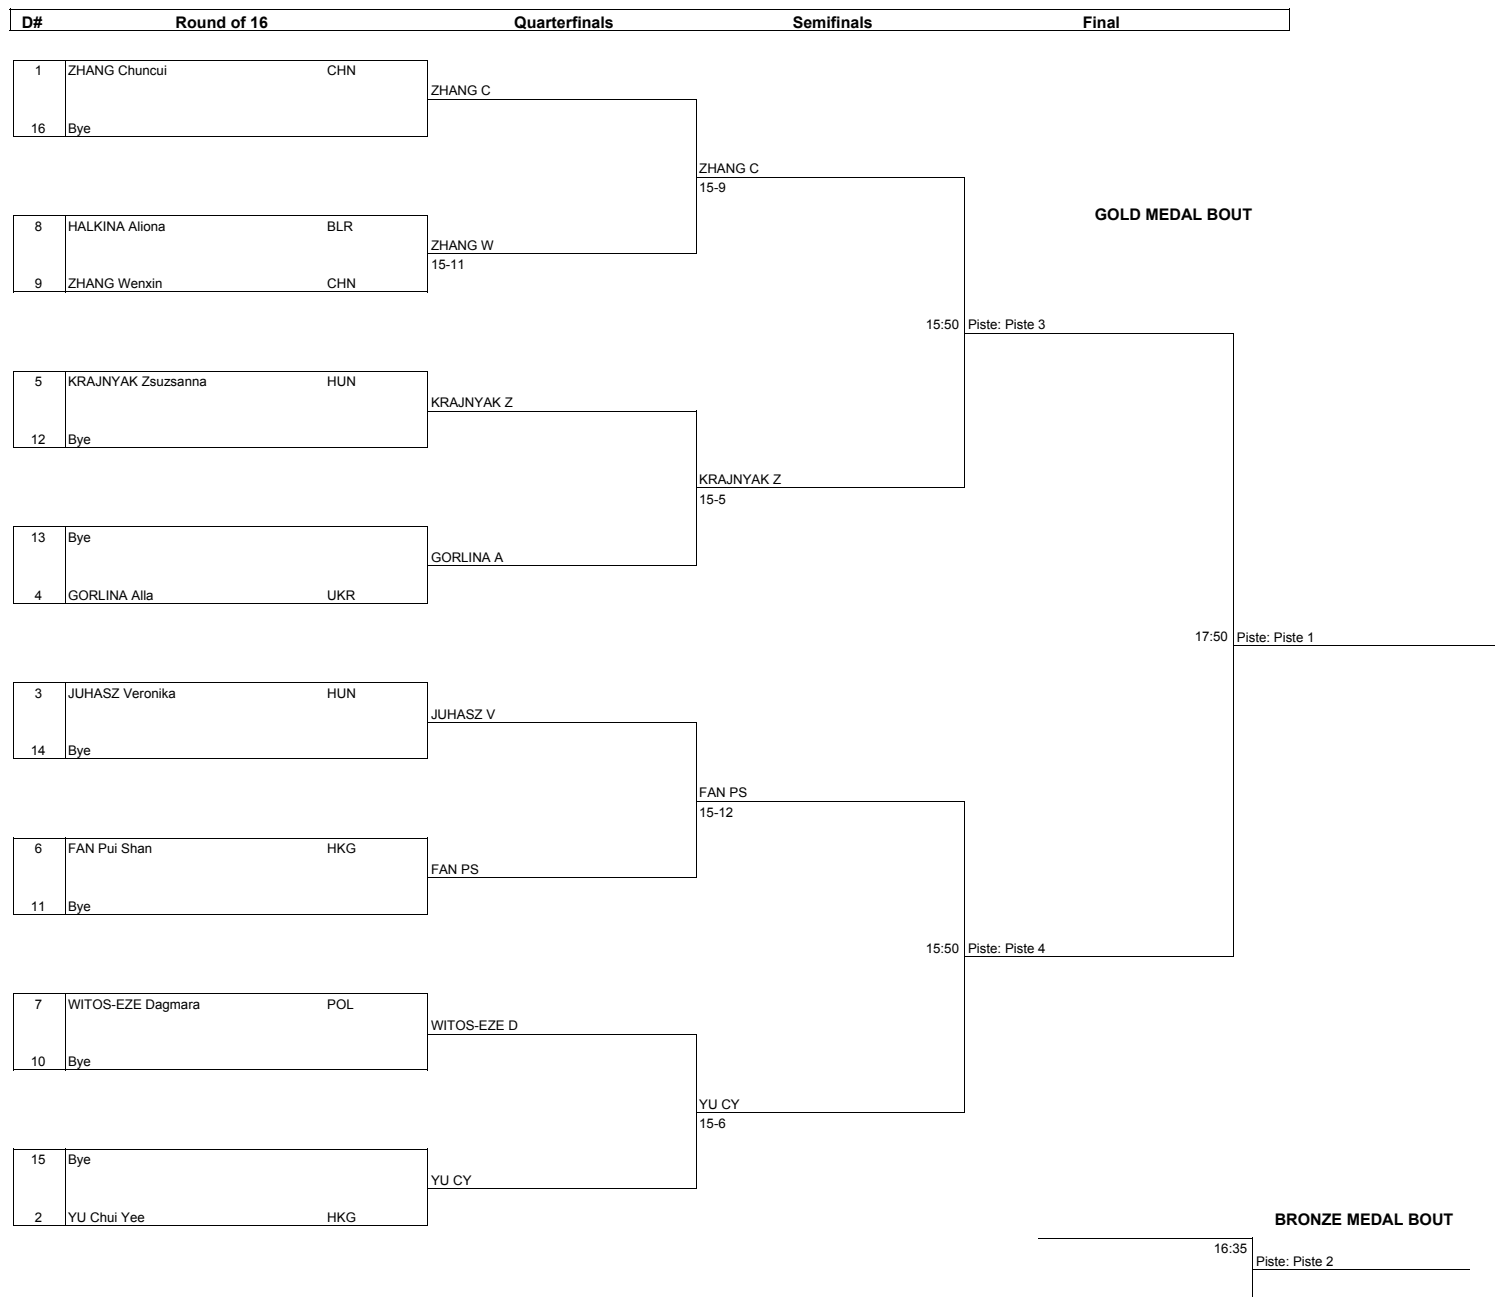 D# Round of 16 Quarterfinals Semifinals Final
1 ZHANG Chuncui CHN
ZHANG C
16 Bye
ZHANG C
15-9
GOLD MEDAL BOUT
8 HALKINA Aliona BLR
ZHANG W
15-11
9 ZHANG Wenxin CHN
15:50 Piste: Piste 3
5 KRAJNYAK Zsuzsanna HUN
KRAJNYAK Z
12 Bye
KRAJNYAK Z
15-5
13 Bye
GORLINA A
4 GORLINA Alla UKR
17:50 Piste: Piste 1
3 JUHASZ Veronika HUN
JUHASZ V
14 Bye
FAN PS
15-12
6 FAN Pui Shan HKG
FAN PS
11 Bye
15:50 Piste: Piste 4
7 WITOS-EZE Dagmara POL
WITOS-EZE D
10 Bye
YU CY
15-6
15 Bye
YU CY
2 YU Chui Yee HKG
BRONZE MEDAL BOUT
16:35
Piste: Piste 2